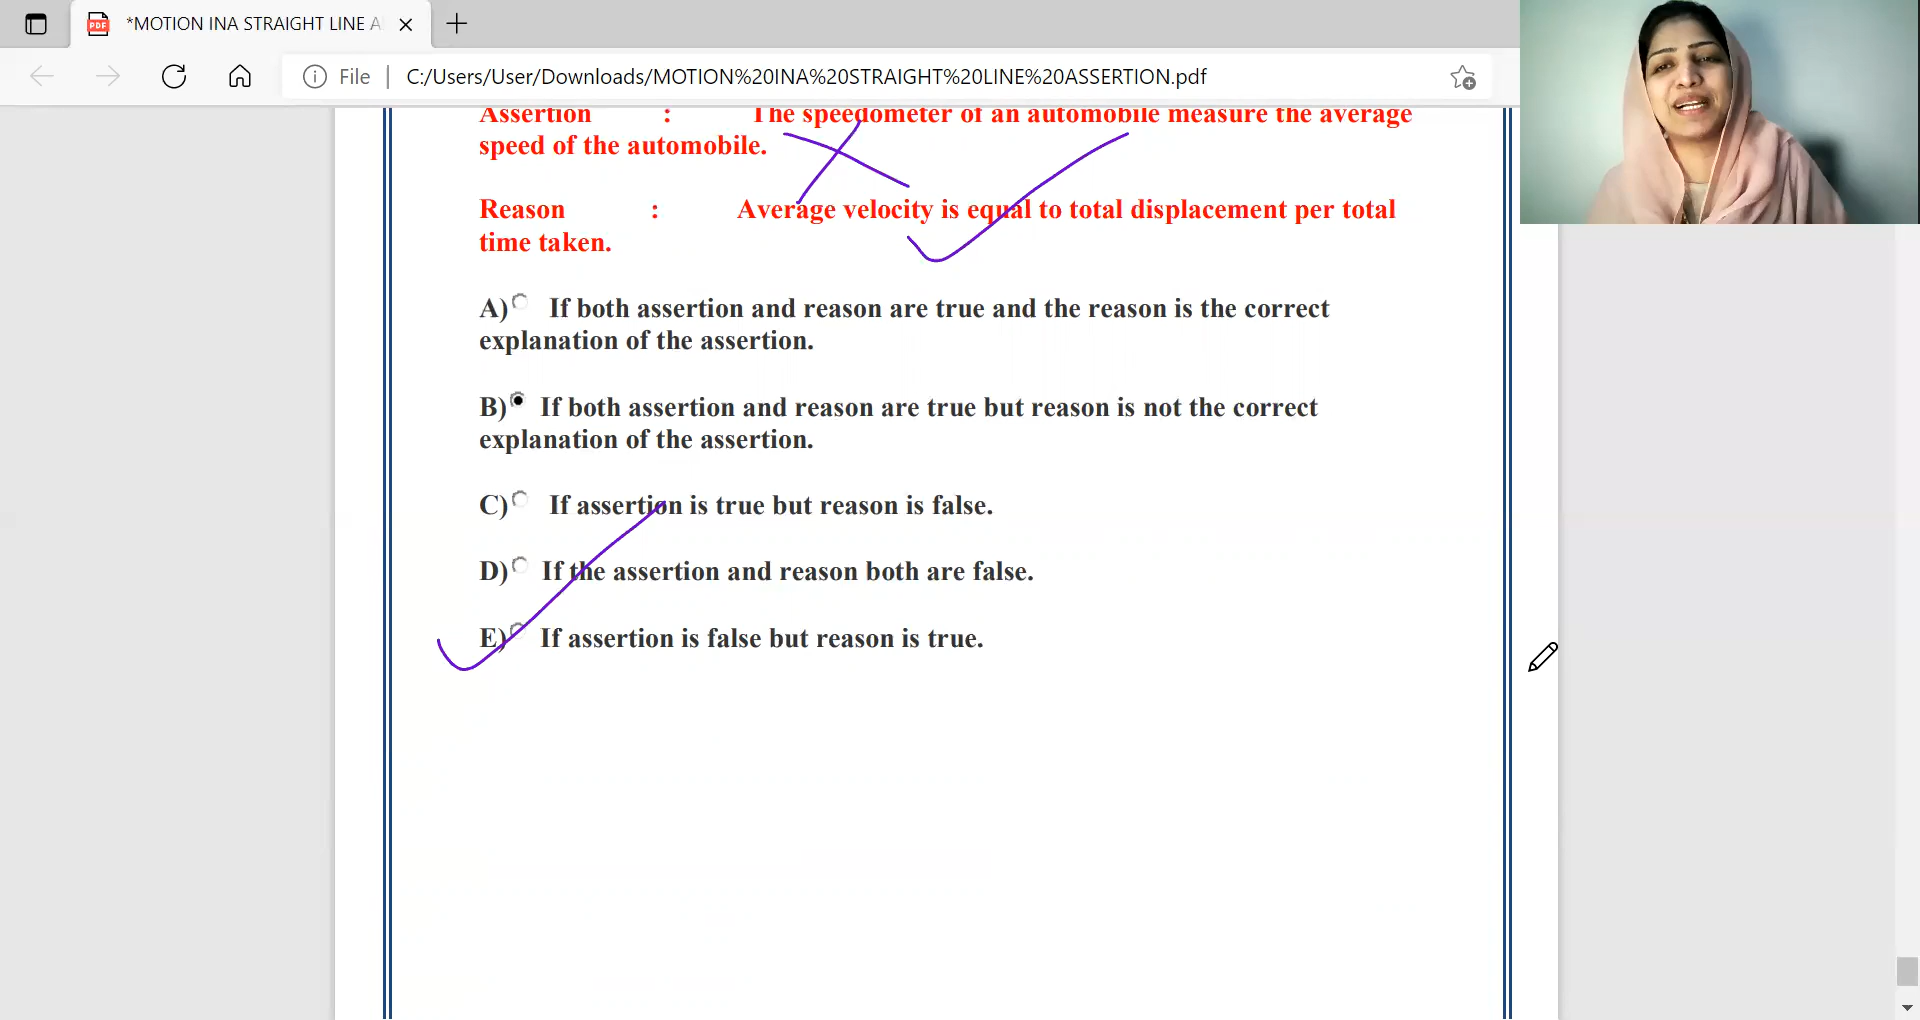 *MOTION INA STRAIGHT LINE A
File
C:/Users/User/Downloads/MOTION%20INA%20STRAIGHT%20LINE%20ASSERTION.pdf
Assertion : The speedometer of an automobile measure the average
speed of the automobile.
Reason : Average velocity is equal to total displacement per total
time taken.
A) If both assertion and reason are true and the reason is the correct
explanation of the assertion.
B) If both assertion and reason are true but reason is not the correct
explanation of the assertion.
C) If assertion is true but reason is false.
D) If the assertion and reason both are false.
E) If assertion is false but reason is true.